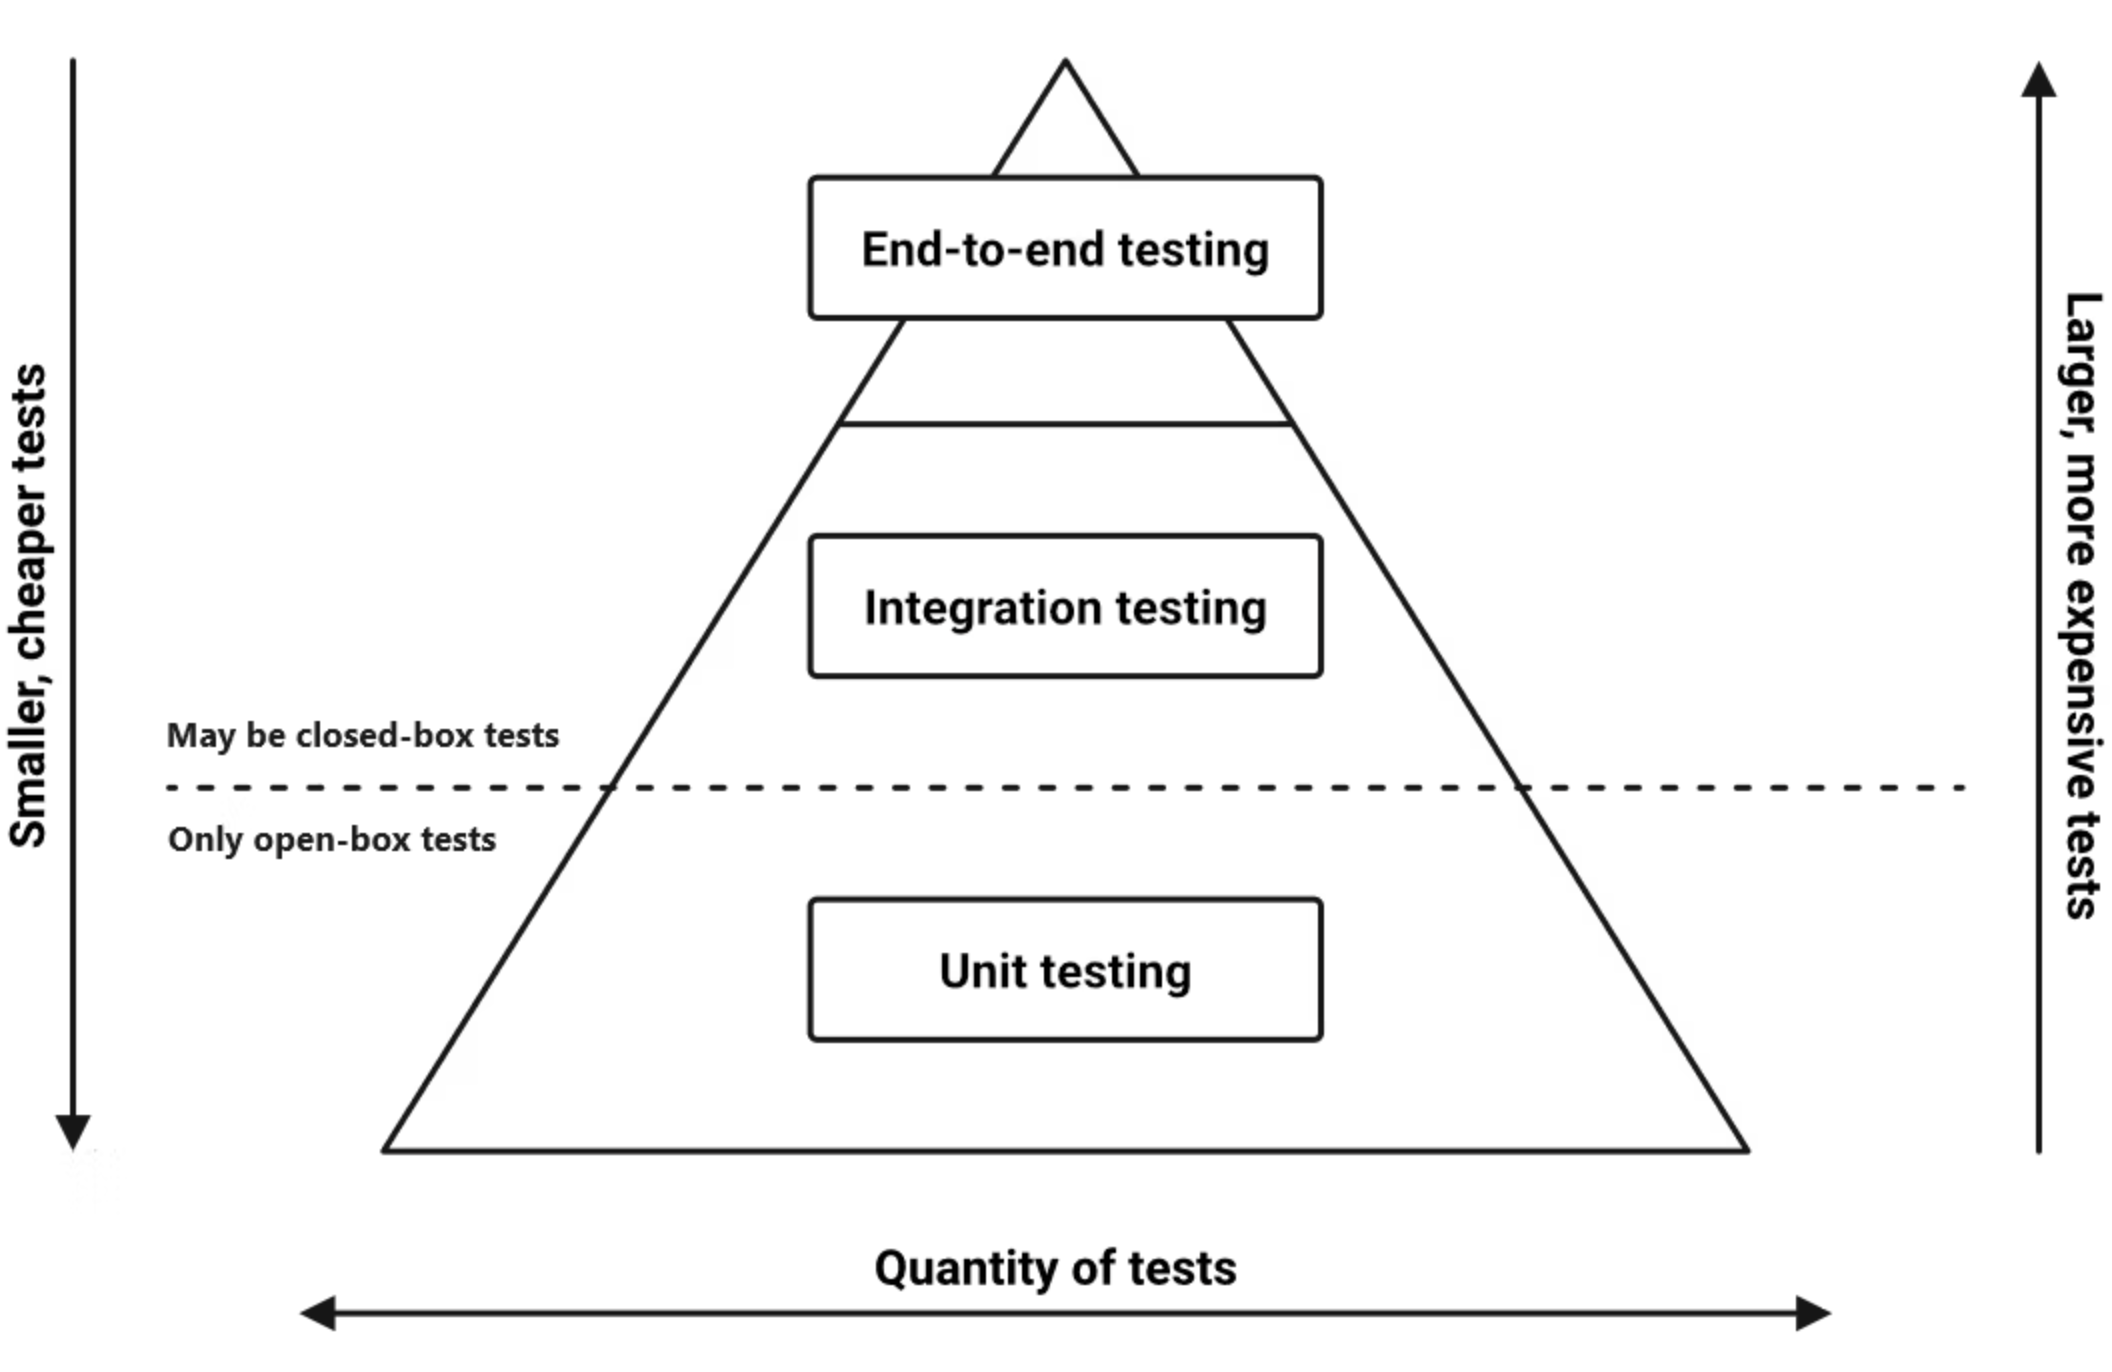 End-to-end testing
Smaller, cheaper tests
Larger, more expensive tests
Integration testing
May be closed-box tests
Only open-box tests
Unit testing
Quantity of tests